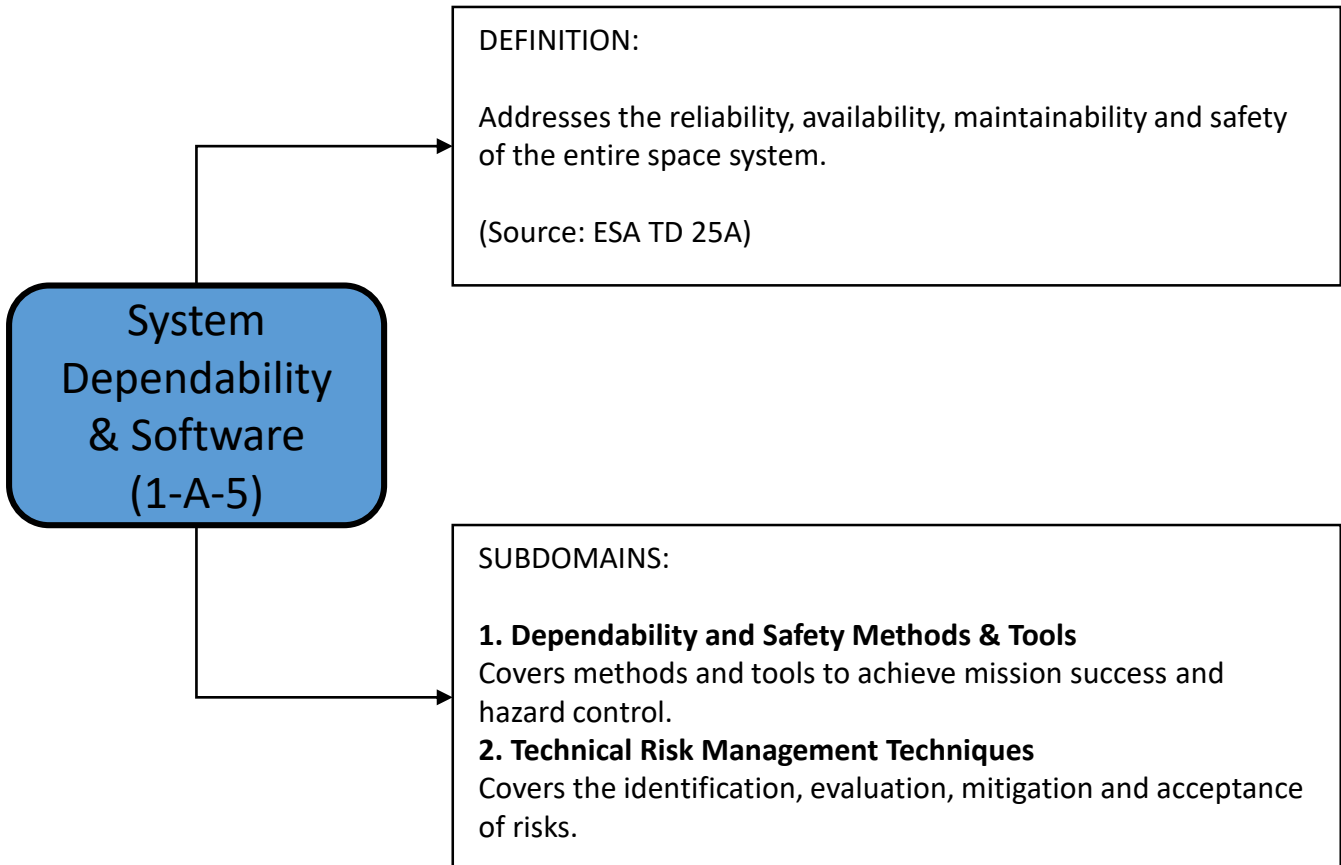 DEFINITION:
Addresses the reliability, availability, maintainability and safety
of the entire space system.
(Source: ESA TD 25A)
System
Dependability
& Software
(1-A-5)
SUBDOMAINS:
1. Dependability and Safety Methods & Tools
Covers methods and tools to achieve mission success and
hazard control.
2. Technical Risk Management Techniques
Covers the identification, evaluation, mitigation and acceptance
of risks.